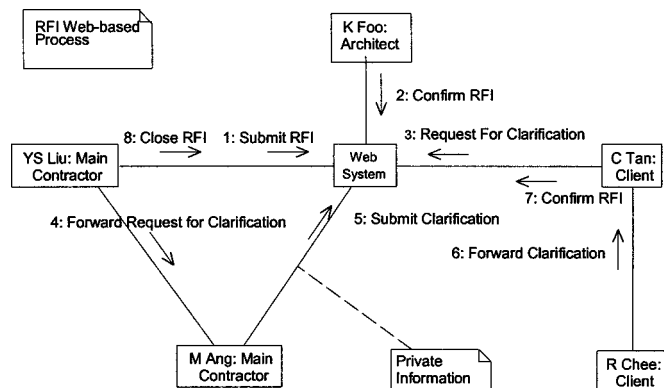 RFI Web-based
Process
K Foo:
Architect
2: Confirm RFI
8: Close RFI
1: Submit RFI
3: Request For Clarification
YS Liu: Main
Contractor
Web
System
C Tan:
Client
7: Confirm RFI
4: Forward Request for Clarification
5: Submit Clarification
6: Forward Clarification
M Ang: Main
Contractor
Private
Information
R Chee:
Client